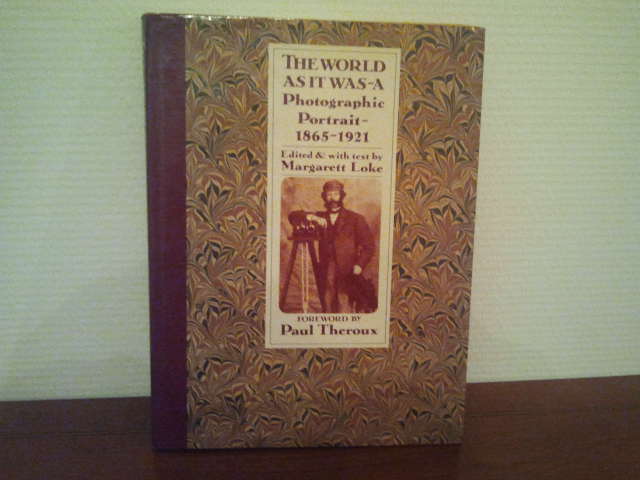 THE WORLD
AS IT WAS-A
Photographic
Portrait-
1865-1921
Edited & with text by
Margarett Loke
FOREWORD BY
Paul Theroux